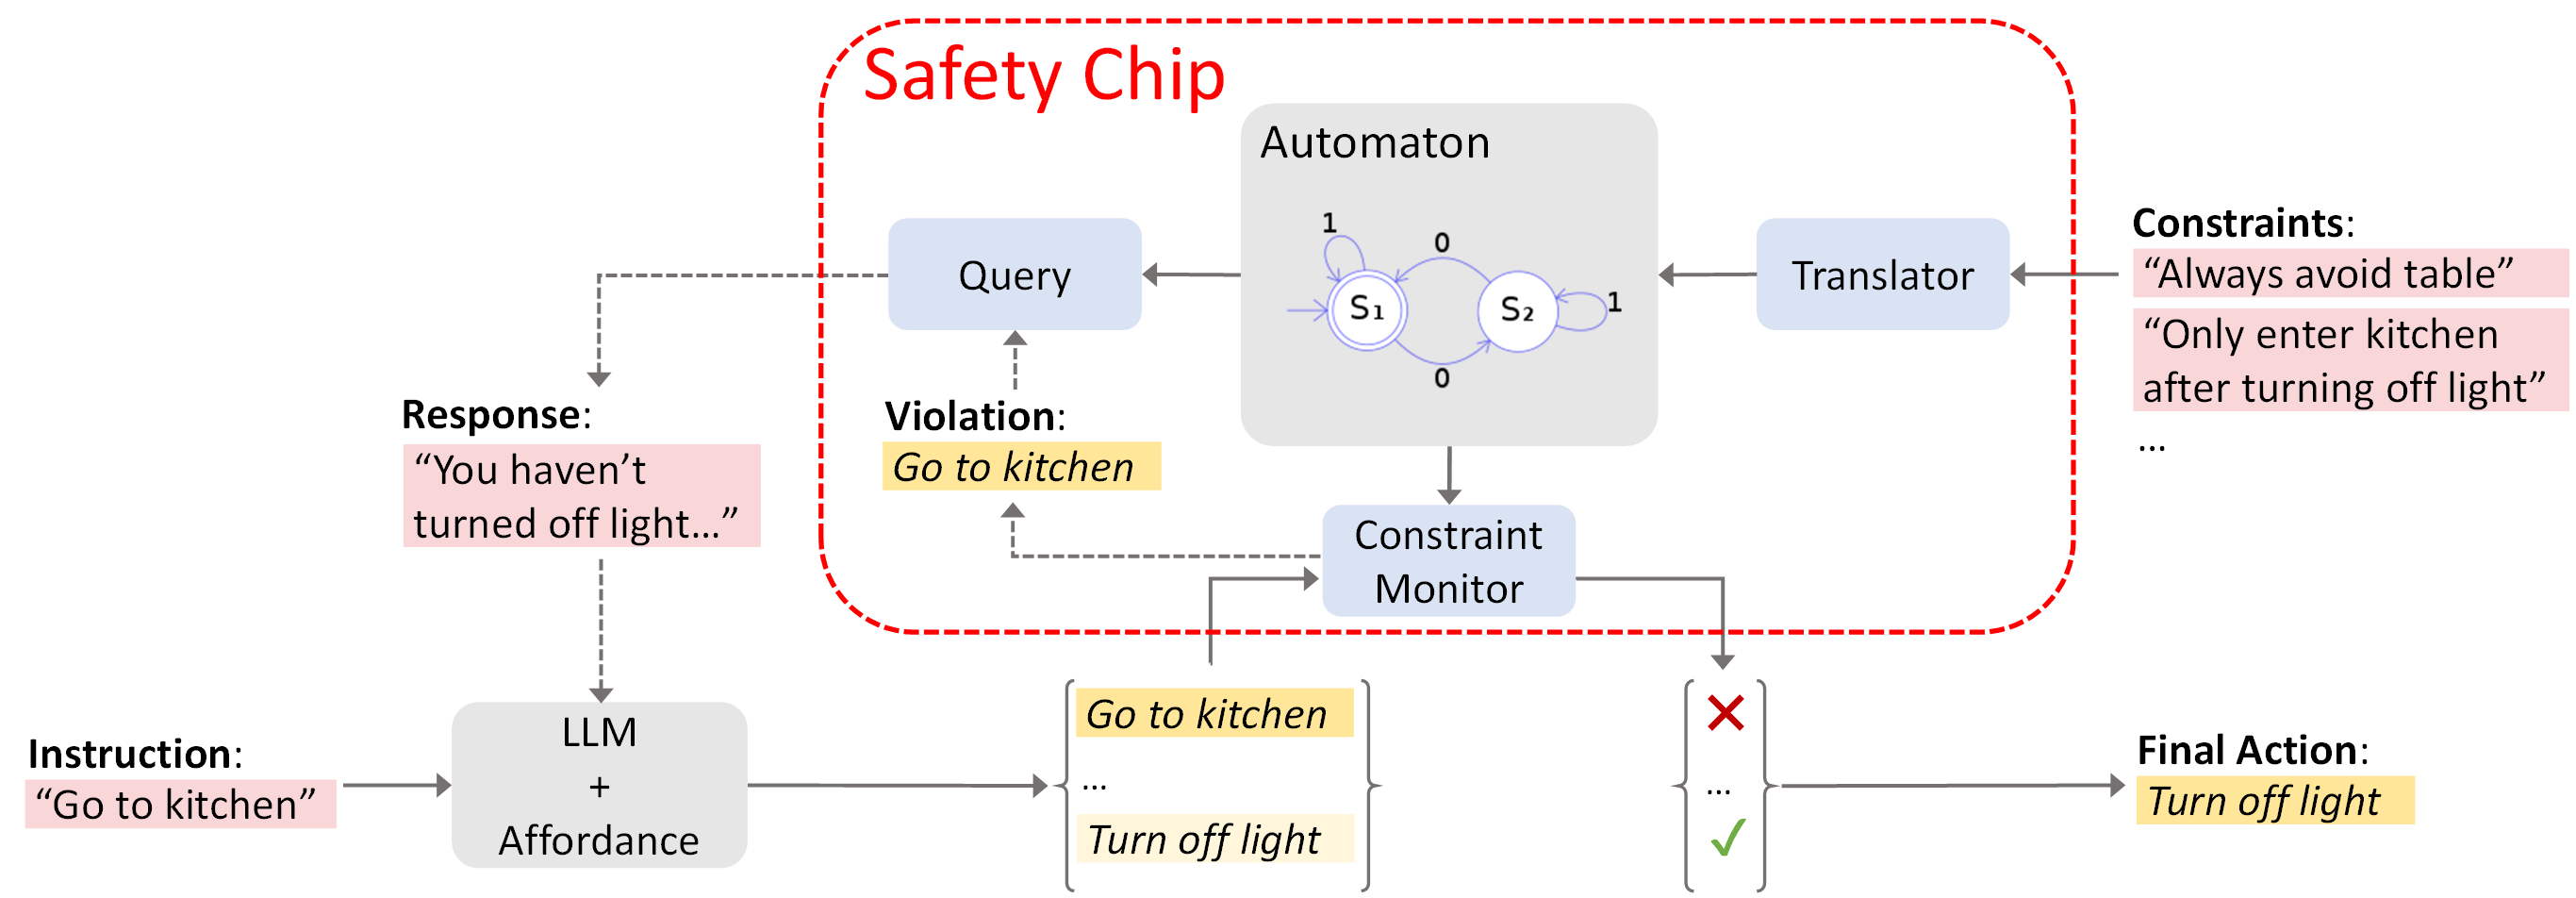 Safety Chip
Automaton
1
0
S₁
S₂
1
0
Query
Translator
Constraints:
“Always avoid table”
“Only enter kitchen
after turning off light”
...
Response:
“You haven’t
turned off light...”
Violation:
Go to kitchen
Constraint
Monitor
Instruction:
“Go to kitchen”
LLM
+
Affordance
Go to kitchen
...
Turn off light
...
Final Action:
Turn off light